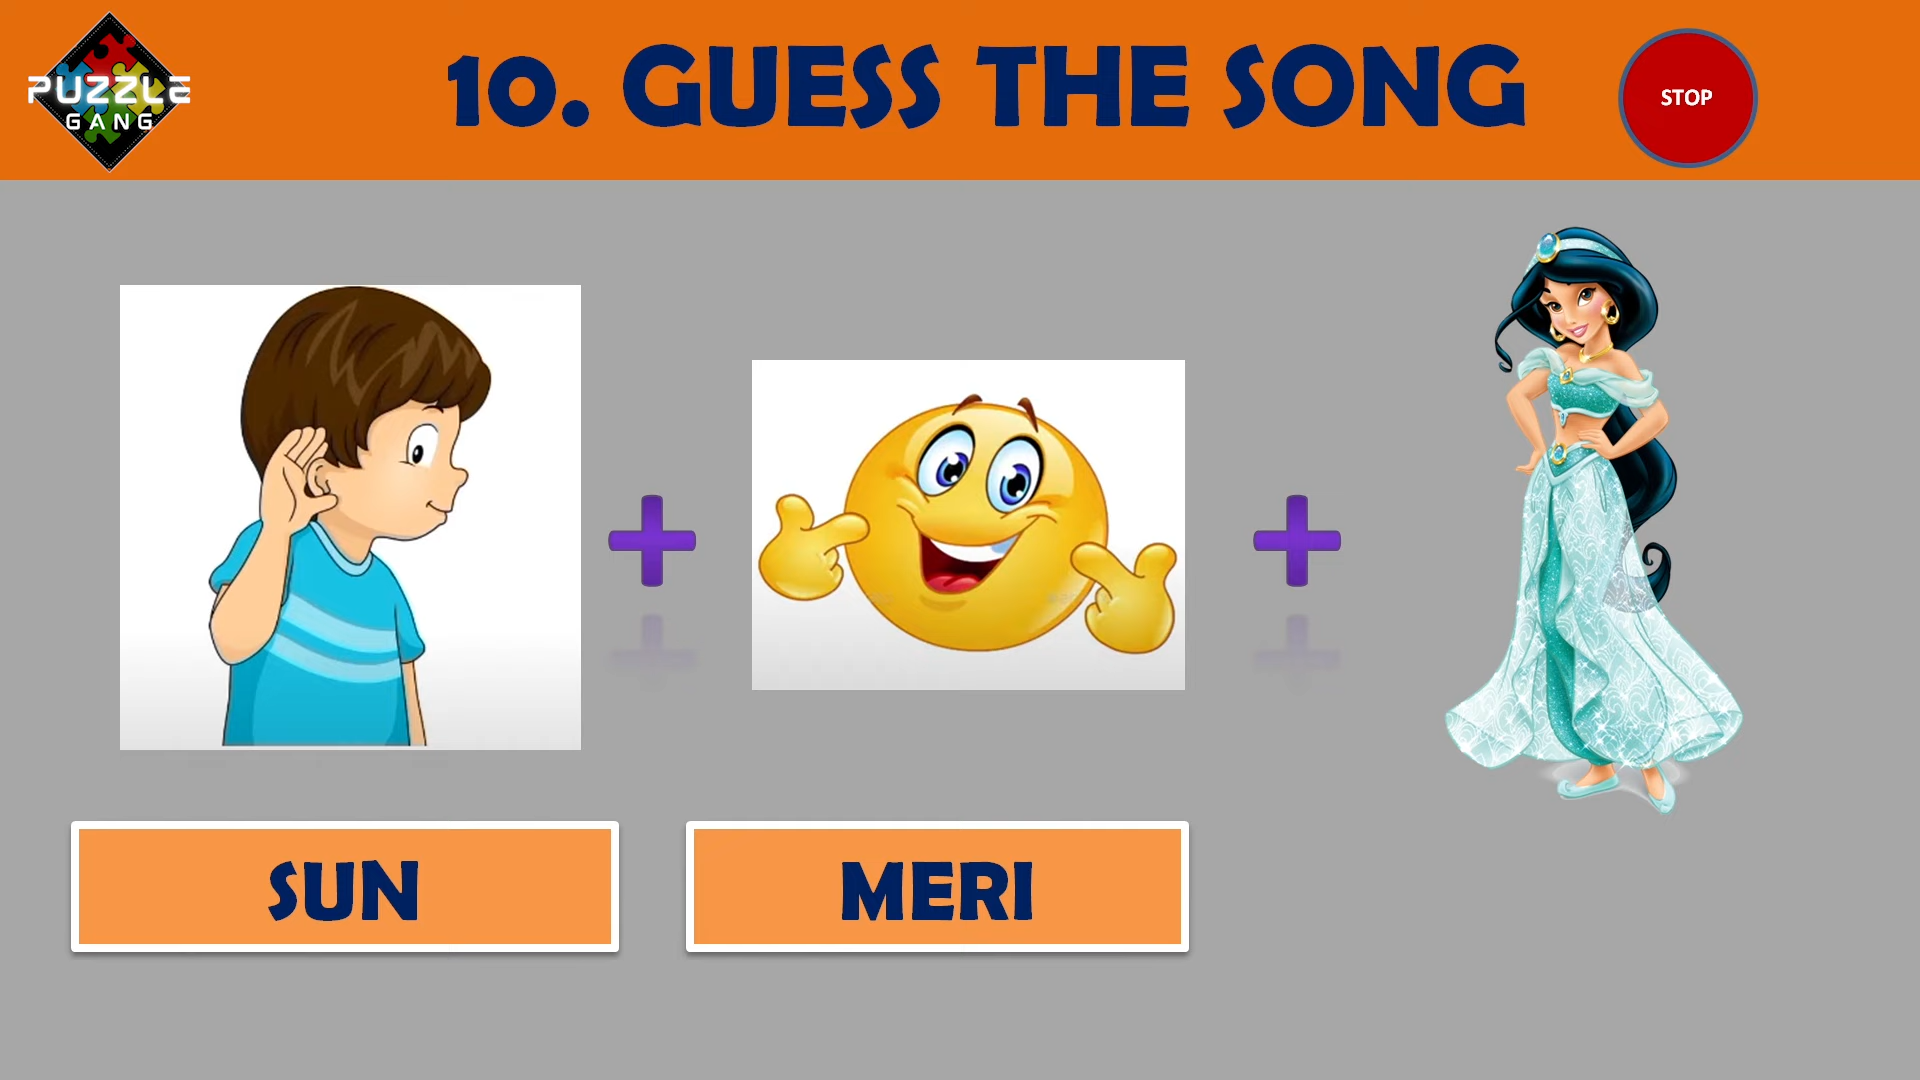 PUZZLE
GANG
10. GUESS THE SONG
STOP
SUN
MERI